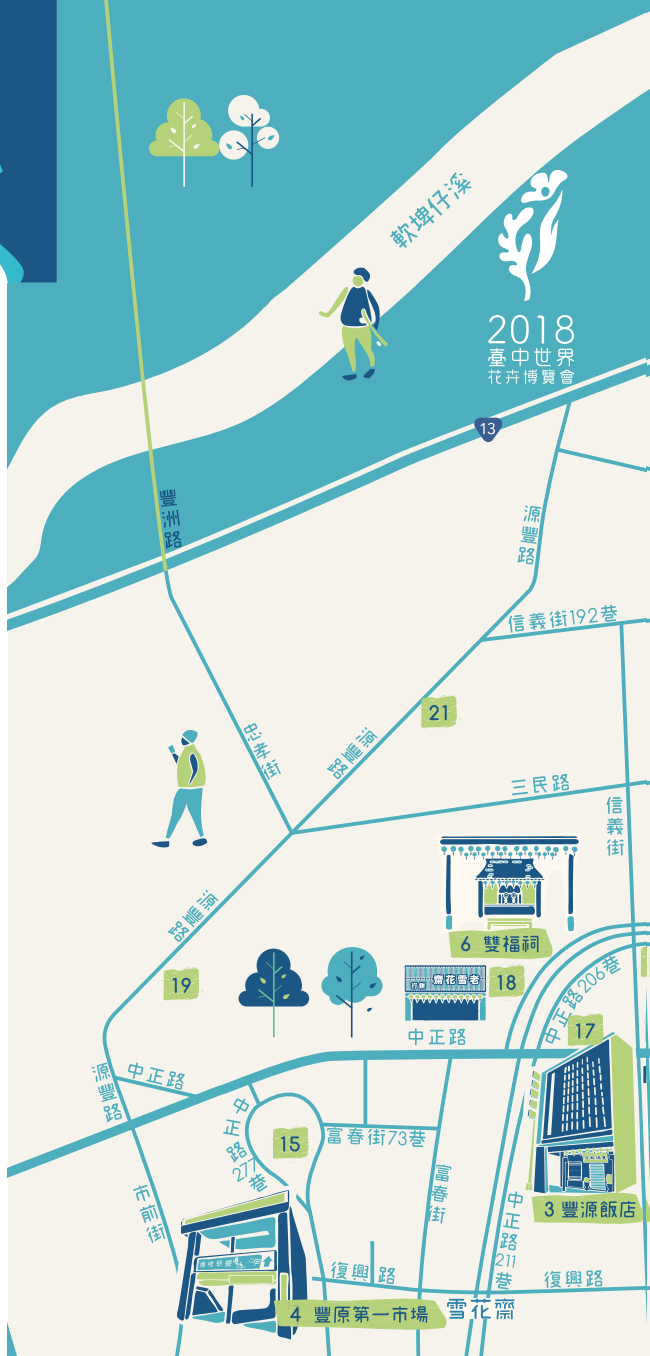 軟埤仔溪
2018
臺中世界
花卉博覽會
13
豐洲路
源豐路
信義街192巷
21
忠孝街
源豐路
三民路
信義街
源豐路
6 雙福祠
19
老雪花齋
餅行
18
中正路206巷
17
中正路
源豐路
中正路
中正路277巷
15
富春街73巷
富春街
市前街
3 豐源飯店
中正路211巷
復興路
復興路
4 豐原第一市場
雪花齋